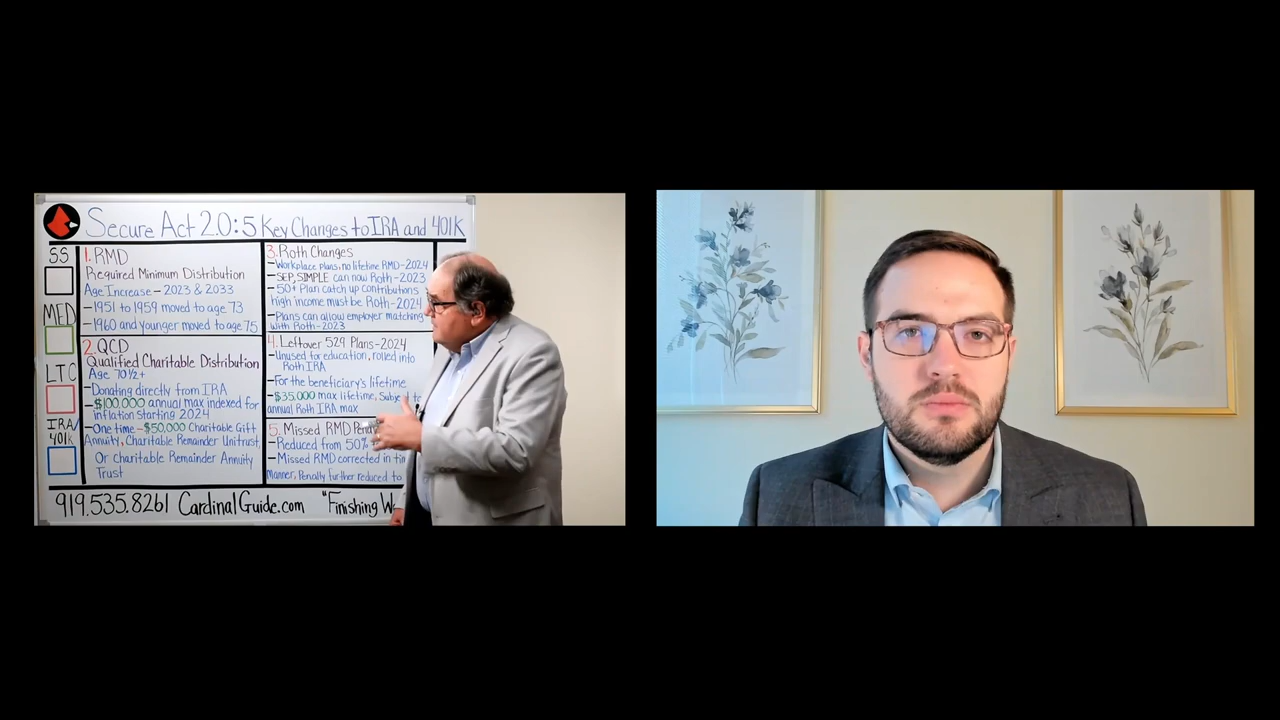 Secure Act 2.0: 5 Key Changes to IRA and 401K
SS
MED
LTC
IRA/
401K
1. RMD
Required Minimum Distribution
Age Increase - 2023 & 2033
- 1951 to 1959 moved to age 73
- 1960 and younger moved to age 75
2. QCD
Qualified Charitable Distribution
Age 70½+
- Donating directly from IRA
- $100,000 annual max indexed for
inflation starting 2024
- One time - $50,000 Charitable Gift
Annuity, Charitable Remainder Unitrust,
Or Charitable Remainder Annuity
Trust
3. Roth Changes
- Workplace plans, no lifetime RMD-2024
- SEP, SIMPLE can now Roth-2023
- 50+ Plan catch up contributions
high income must be Roth-2024
- Plans can allow employer matching
with Roth-2023
4. Leftover 529 Plans-2024
- Unused for education, rolled into
Roth IRA
- For the beneficiary's lifetime
- $35,000 max lifetime, Subject to
annual Roth IRA max
5. Missed RMD
- Reduced from 50%
- Missed RMD corrected in
Manner, Penalty further reduced to
919.535.8261 CardinalGuide.com "Finishing